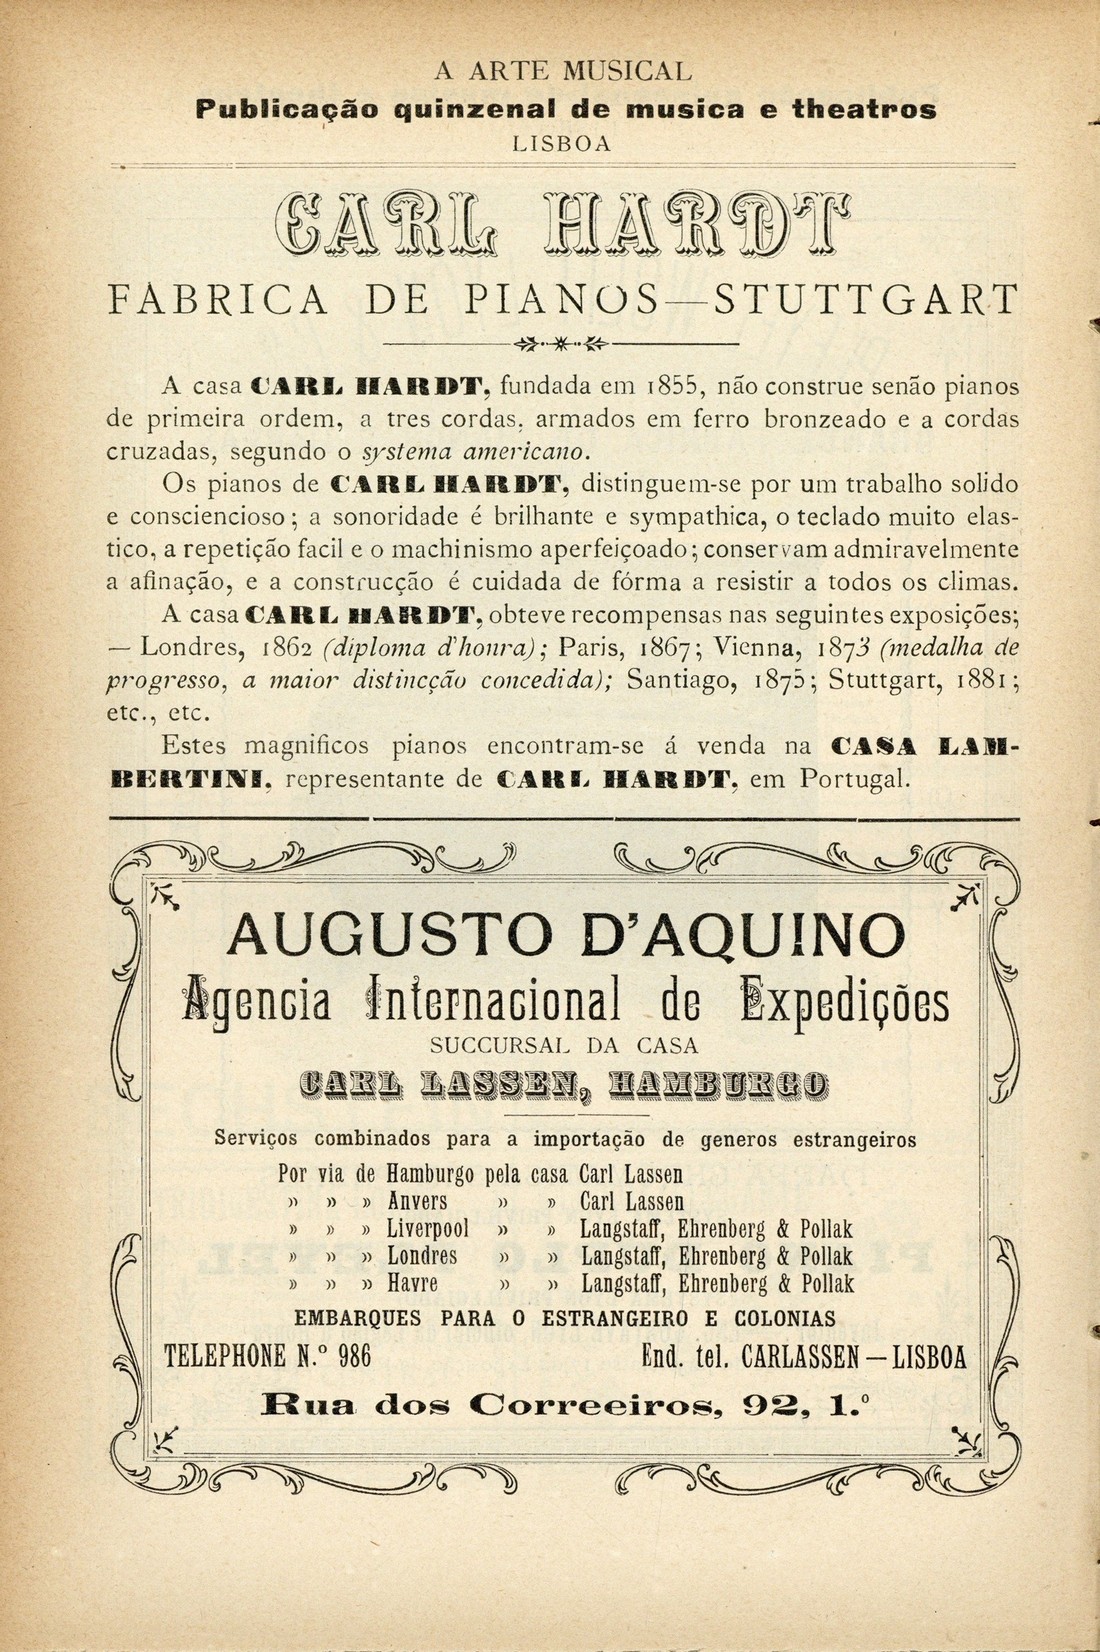 A ARTE MUSICAL
Publicação quinzenal de musica e theatros
LISBOA
CARL HARDT
FABRICA DE PIANOS—STUTTGART
A casa CARL HARDT, fundada em 1855, não construe senão pianos
de primeira ordem, a tres cordas, armados em ferro bronzeado e a cordas
cruzadas, segundo o systema americano.
Os pianos de CARL HARDT, distinguem-se por um trabalho solido
e consciencioso; a sonoridade é brilhante e sympathica, o teclado muito elas-
tico, a repetição facil e o machinismo aperfeiçoado; conservam admiravelmente
a afinação, e a construcção é cuidada de fórma a resistir a todos os climas.
A casa CARL HARDT, obteve recompensas nas seguintes exposições;
— Londres, 1862 (diploma d'honra); Paris, 1867; Vienna, 1873 (medalha de
progresso, a maior distincção concedida); Santiago, 1875; Stuttgart, 1881;
etc., etc.
Estes magnificos pianos encontram-se á venda na CASA LAM-
BERTINI, representante de CARL HARDT, em Portugal.
AUGUSTO D'AQUINO
Agencia Internacional de Expedições
SUCCURSAL DA CASA
CARL LASSEN, HAMBURGO
Serviços combinados para a importação de generos estrangeiros
Por via de Hamburgo pela casa Carl Lassen
» » » Anvers » » Carl Lassen
» » » Liverpool » » Langstaff, Ehrenberg & Pollak
» » » Londres » » Langstaff, Ehrenberg & Pollak
» » » Havre » » Langstaff, Ehrenberg & Pollak
EMBARQUES PARA O ESTRANGEIRO E COLONIAS
TELEPHONE N.º 986 End. tel. CARLASSEN—LISBOA
Rua dos Correeiros, 92, 1.º